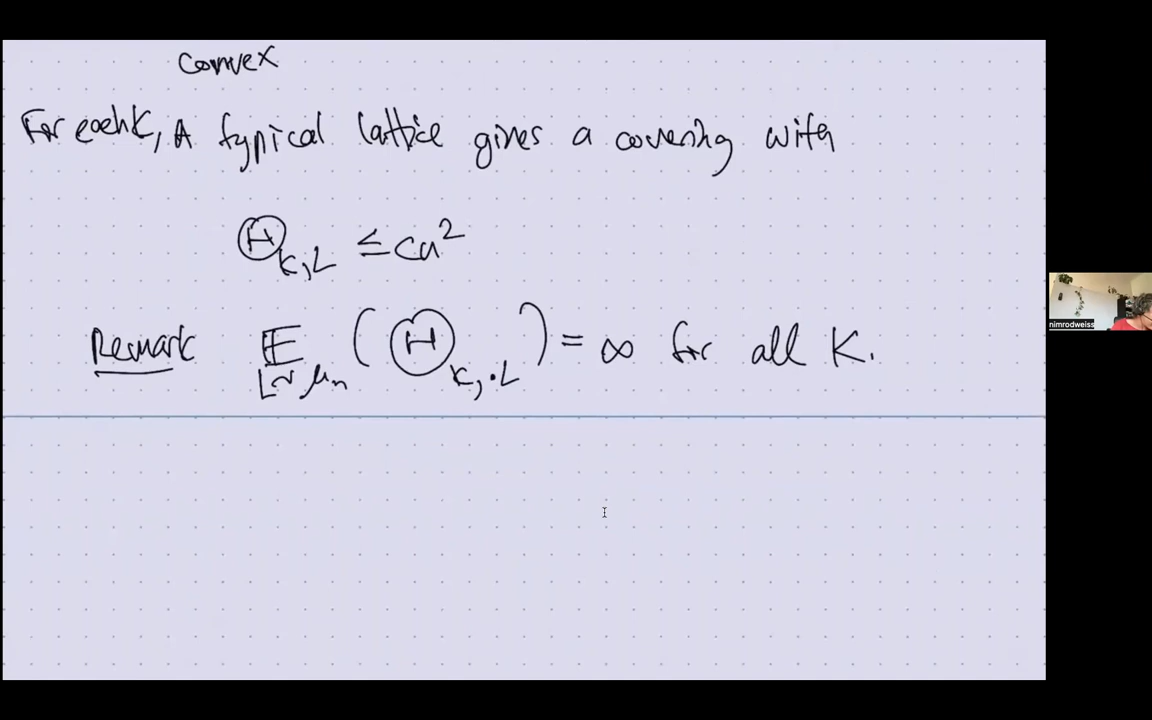 convex
For each K, A typical lattice gives a covering with
Θ_{K,L} ≤ cn²
Remark 𝔼_{L~μ_n} (Θ_{K,L}) = ∞ for all K.
nimrodweiss